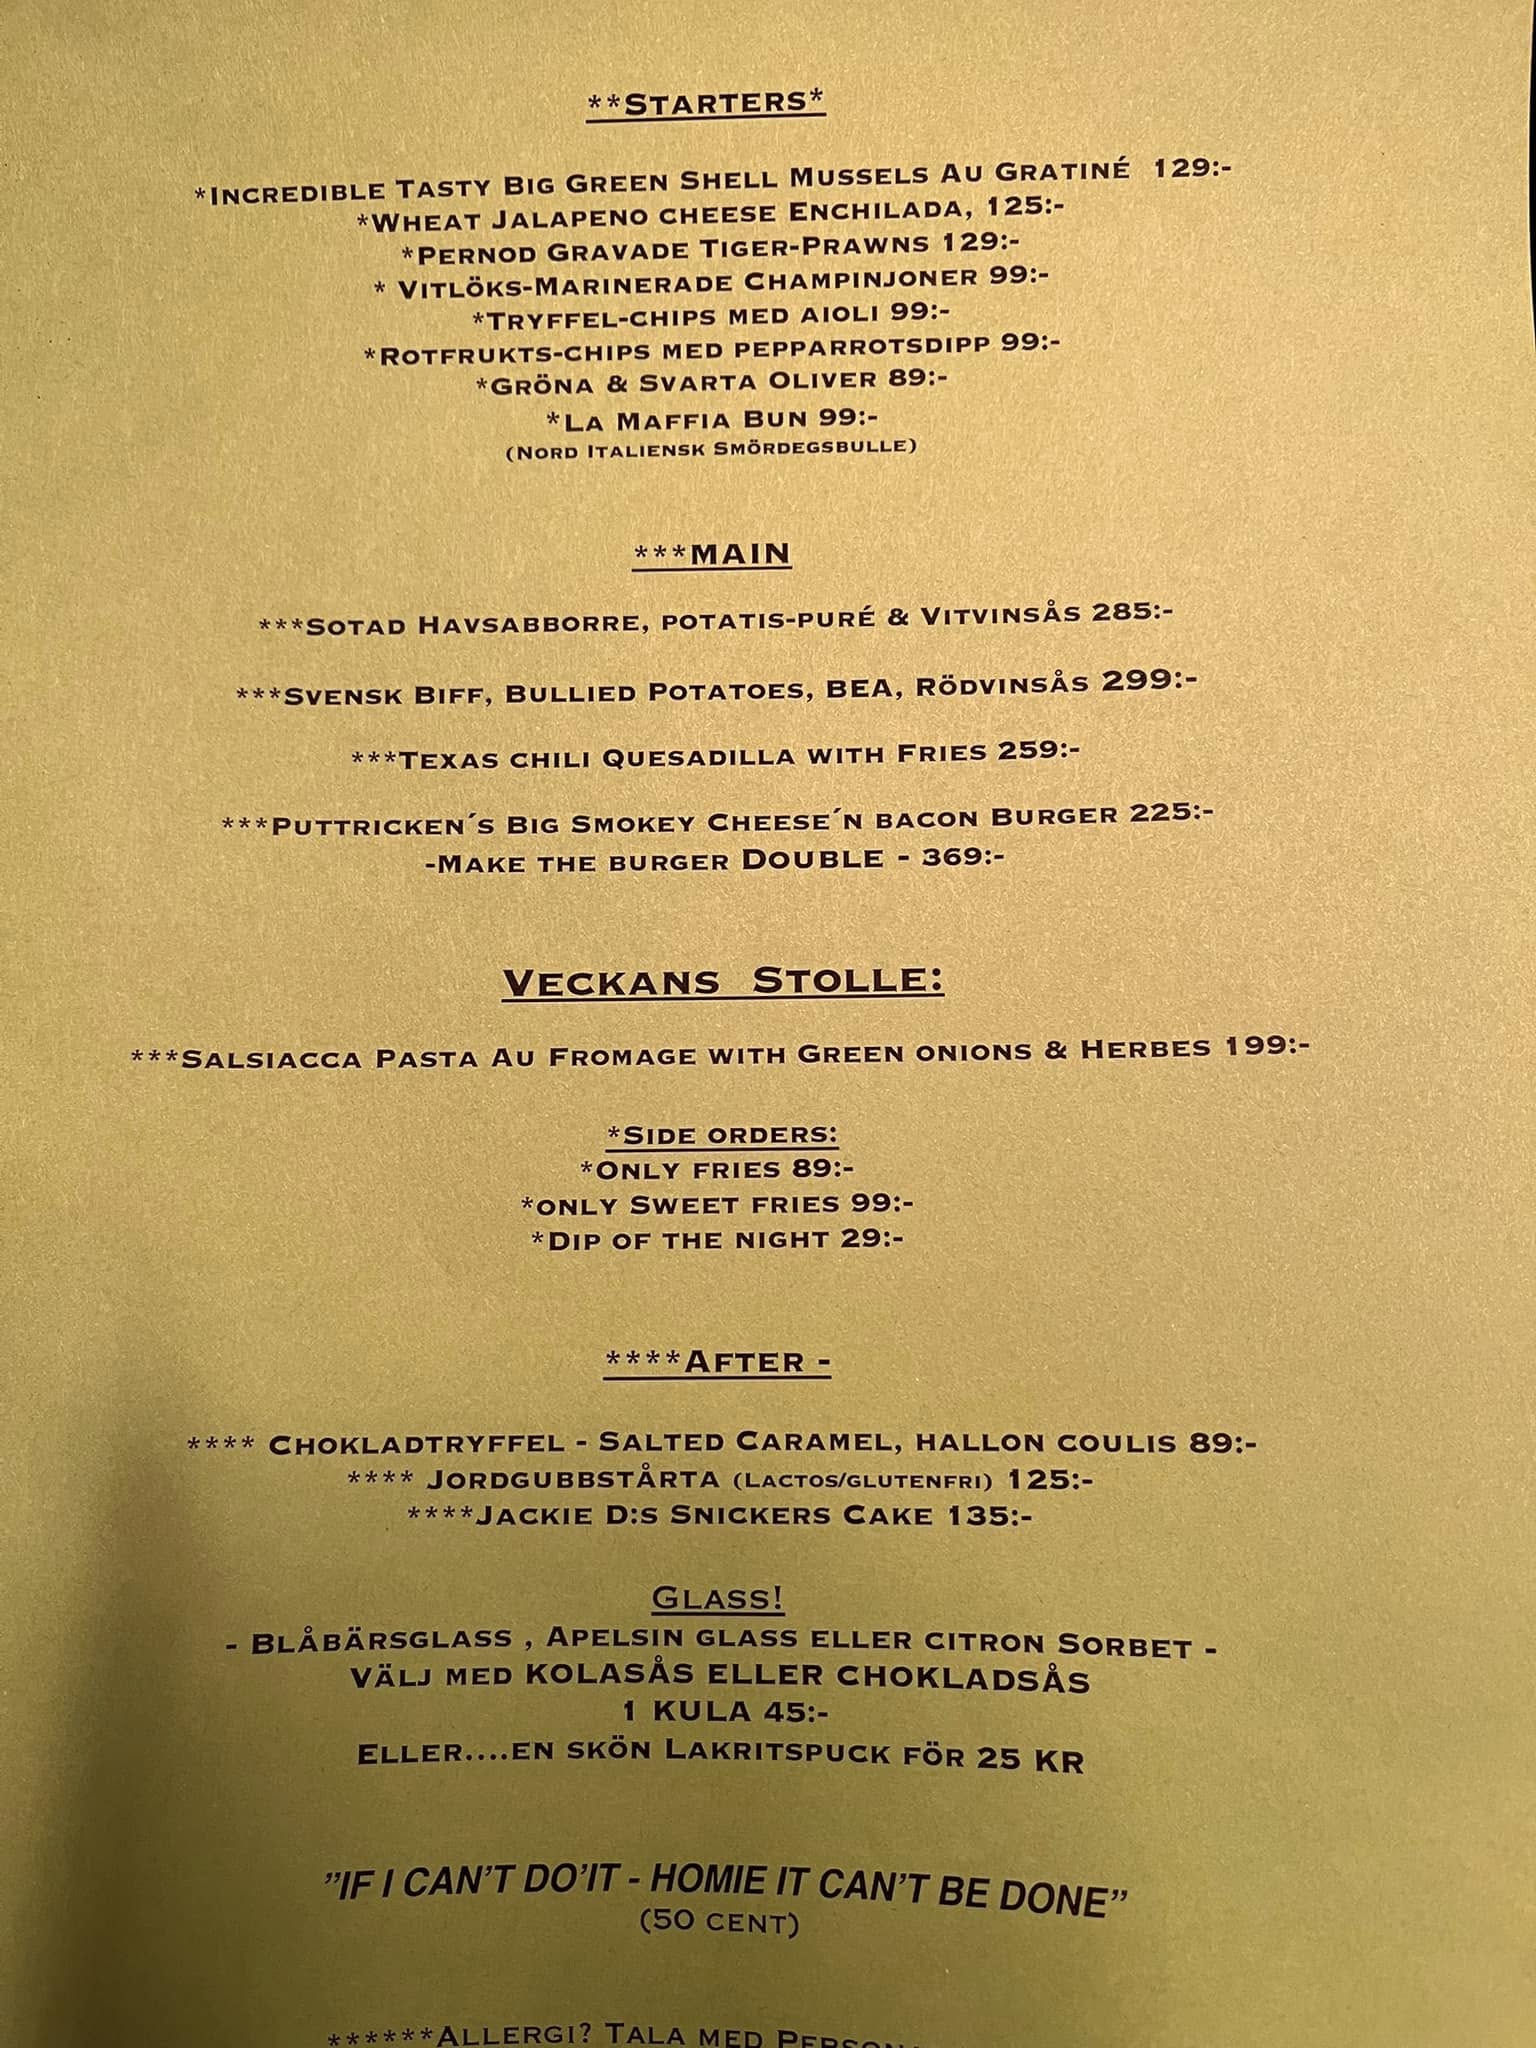 **Starters*
*Incredible Tasty Big Green Shell Mussels Au Gratiné 129:-
*Wheat Jalapeno cheese Enchilada, 125:-
*Pernod Gravade Tiger-Prawns 129:-
* Vitlöks-Marinerade Champinjoner 99:-
*Tryffel-chips med aioli 99:-
*Rotfrukts-chips med pepparrotsdipp 99:-
*Gröna & Svarta Oliver 89:-
*La Maffia Bun 99:-
(Nord Italiensk Smördegsbulle)
***MAIN
***Sotad Havsabborre, potatis-puré & Vitvinsås 285:-
***Svensk Biff, Bullied Potatoes, BEA, Rödvinsås 299:-
***Texas chili Quesadilla with Fries 259:-
***Puttricken´s Big Smokey Cheese´n bacon Burger 225:-
-Make the burger Double - 369:-
Veckans Stolle:
***Salsiacca Pasta Au Fromage with Green onions & Herbes 199:-
*Side orders:
*Only fries 89:-
*only Sweet fries 99:-
*Dip of the night 29:-
****After -
**** Chokladtryffel - Salted Caramel, hallon coulis 89:-
**** Jordgubbstårta (Lactos/glutenfri) 125:-
****Jackie D:s Snickers Cake 135:-
Glass!
- Blåbärsglass , Apelsin glass eller citron Sorbet -
Välj med kolasås eller chokladsås
1 kula 45:-
Eller....en skön Lakritspuck för 25 kr
"IF I CAN'T DO'IT - HOMIE IT CAN'T BE DONE"
(50 cent)
******Allergi? Tala med